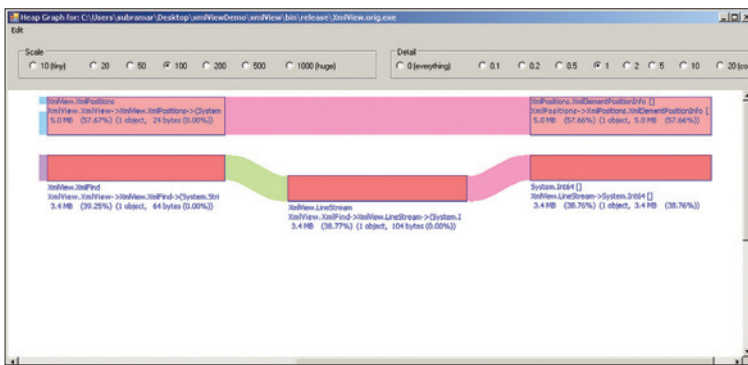 Heap Graph for: C:\Users\subramar\Desktop\xmlViewDemo\xmlView\bin\release\XmlView.orig.exe
Edit
Scale
10 (tiny) 20 50 100 200 500 1000 (huge)
Detail
0 (everything) 0.1 0.2 0.5 1 2 5 10 20 (co
XmlView.XmlPositions
XmlView.XmlView->XmlView.XmlPositions->(System
5.0 MB (57.67%) (1 object, 24 bytes (0.00%))
XmlPositions.XmlElementPositionInfo []
XmlPositions->XmlPositions.XmlElementPositionInfo [
5.0 MB (57.66%) (1 object, 5.0 MB (57.66%))
XmlView.XmlFind
XmlView.XmlView->XmlView.XmlFind->(System.Stri
3.4 MB (39.25%) (1 object, 64 bytes (0.00%))
XmlView.LineStream
XmlView.XmlFind->XmlView.LineStream->(System.I
3.4 MB (38.77%) (1 object, 104 bytes (0.00%))
System.Int64 []
XmlView.LineStream->System.Int64 []
3.4 MB (38.76%) (1 object, 3.4 MB (38.76%))